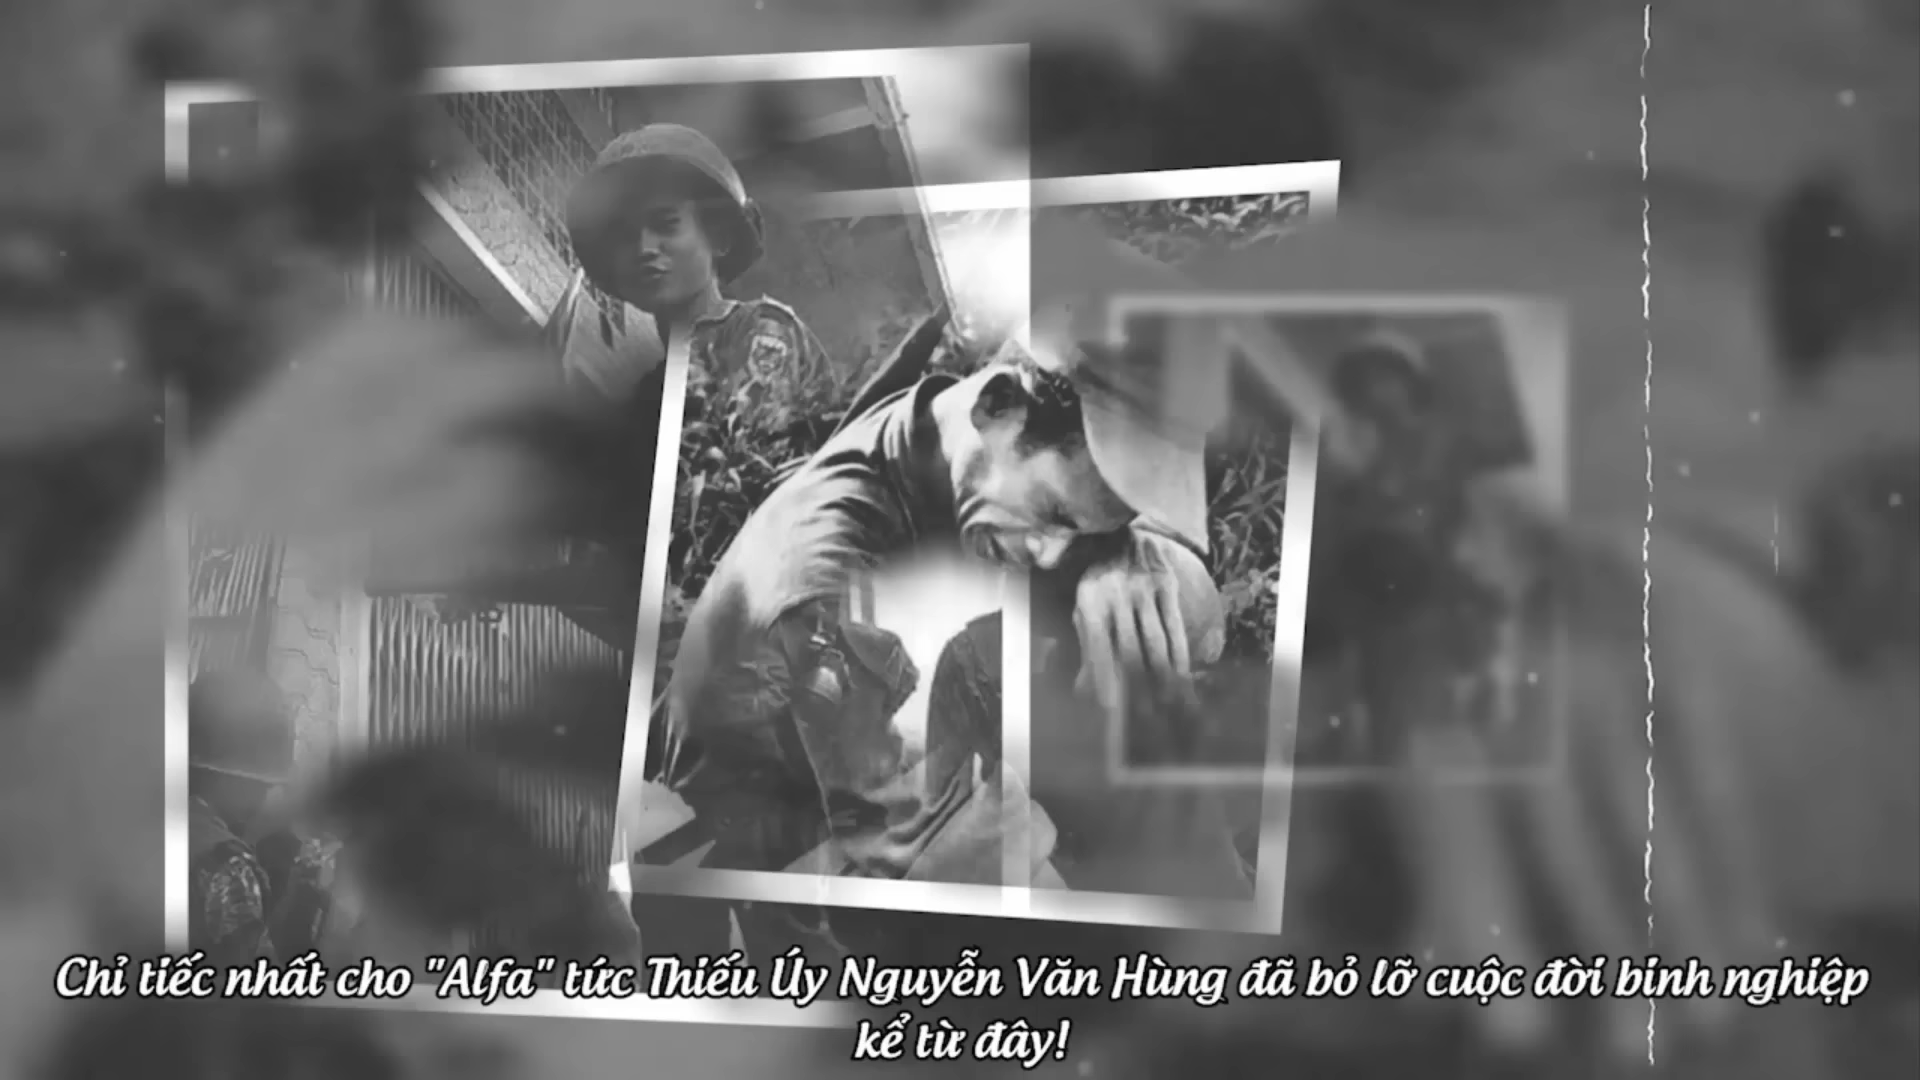 Chỉ tiếc nhất cho "Alfa" tức Thiếu Úy Nguyễn Văn Hùng đã bỏ lỡ cuộc đời binh nghiệp
kể từ đây!